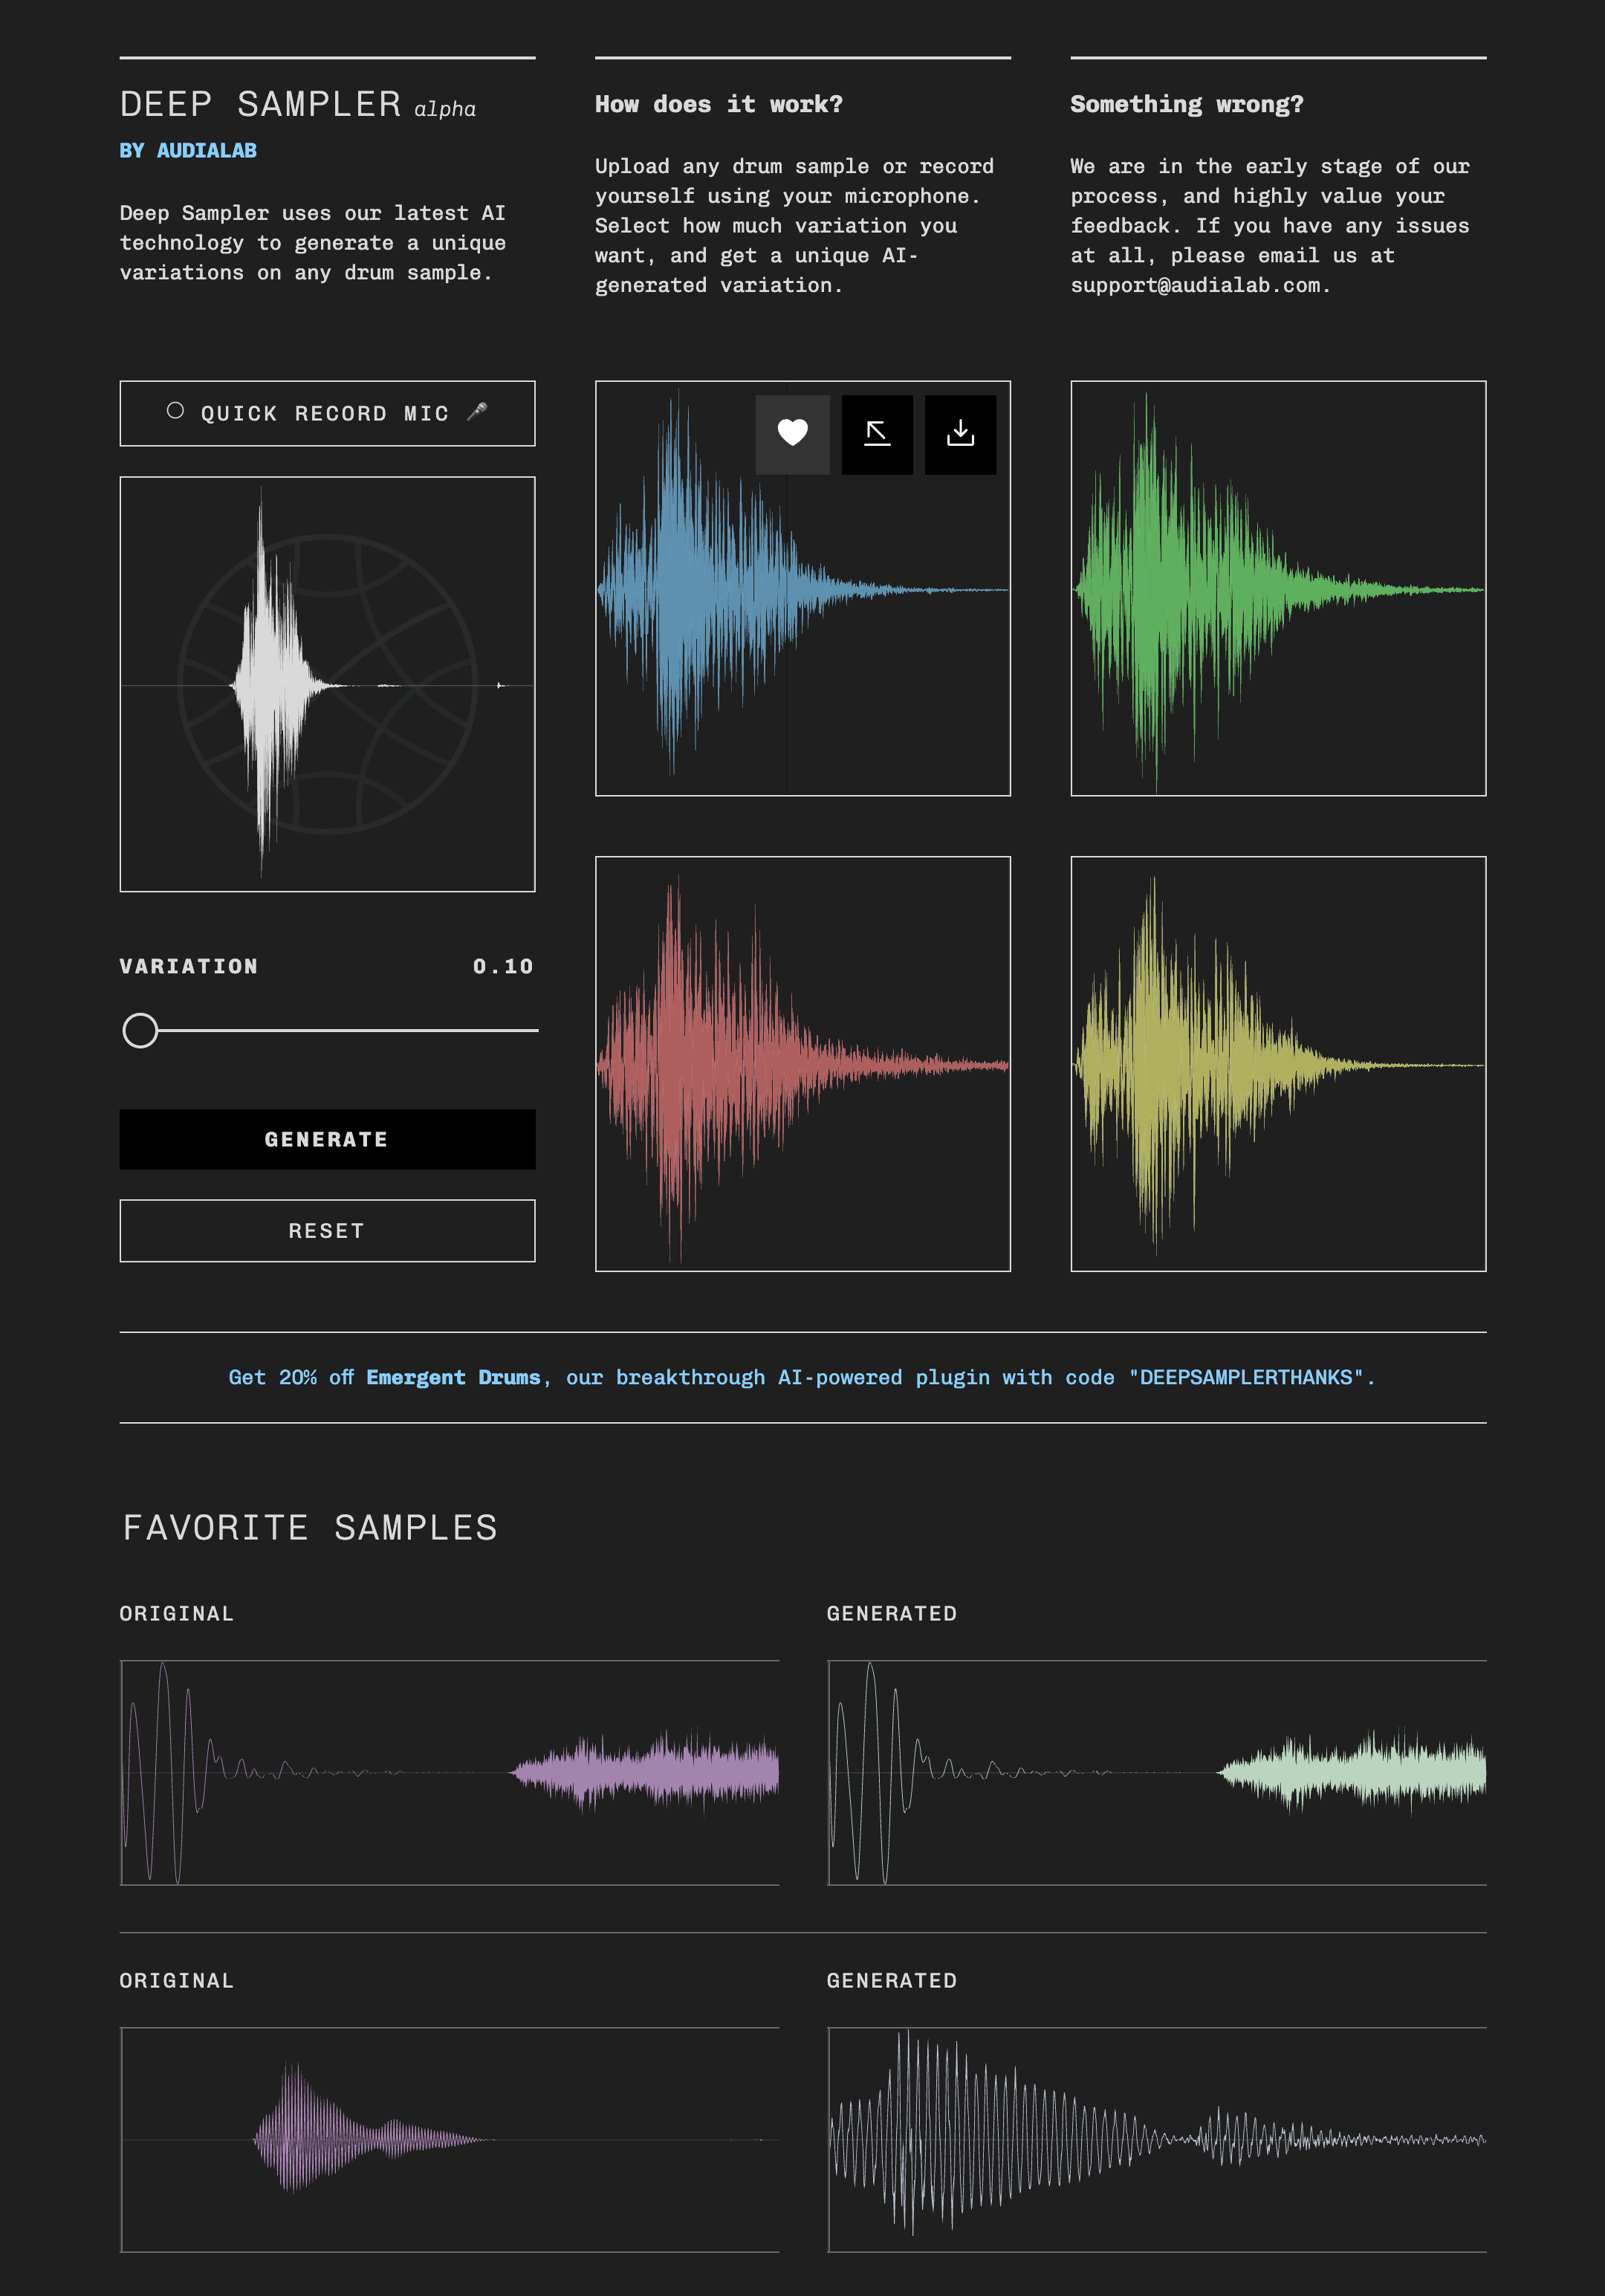 DEEP SAMPLER alpha
BY AUDIALAB
Deep Sampler uses our latest AI
technology to generate a unique
variations on any drum sample.
How does it work?
Upload any drum sample or record
yourself using your microphone.
Select how much variation you
want, and get a unique AI-
generated variation.
Something wrong?
We are in the early stage of our
process, and highly value your
feedback. If you have any issues
at all, please email us at
support@audialab.com.
QUICK RECORD MIC 🎤
VARIATION 0.10
GENERATE
RESET
Get 20% off Emergent Drums, our breakthrough AI-powered plugin with code "DEEPSAMPLERTHANKS".
FAVORITE SAMPLES
ORIGINAL GENERATED
ORIGINAL GENERATED